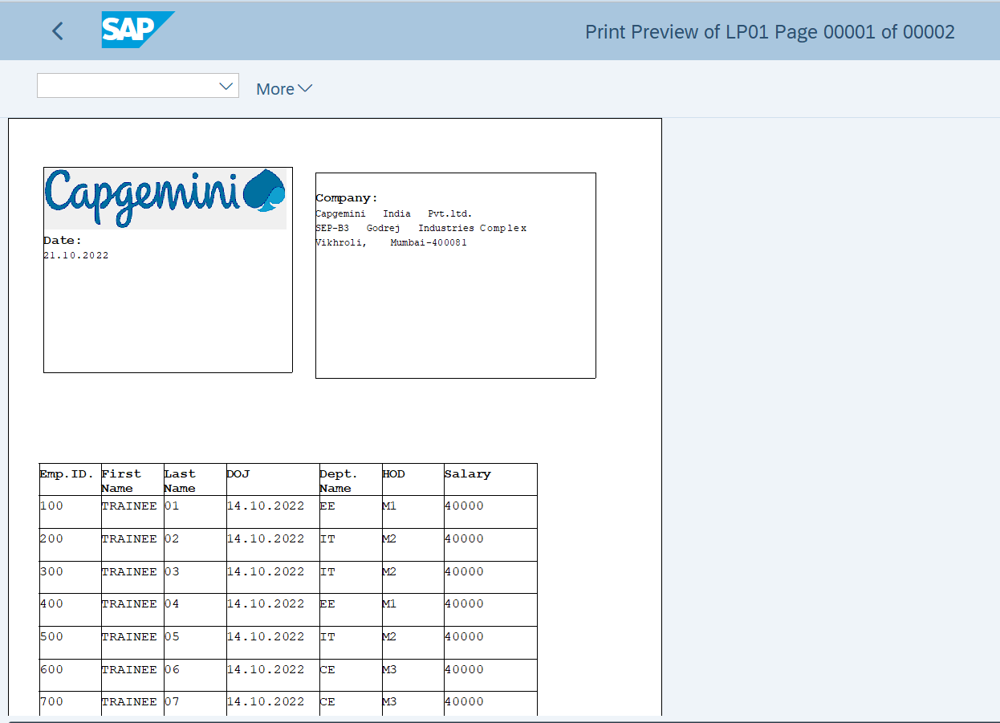 SAP
Print Preview of LP01 Page 00001 of 00002
More
Capgemini
Date:
21.10.2022
Company:
Capgemini India Pvt.ltd.
SEP-B3 Godrej Industries Complex
Vikhroli, Mumbai-400081
Emp.ID. First Name Last Name DOJ Dept. Name HOD Salary
100 TRAINEE 01 14.10.2022 EE M1 40000
200 TRAINEE 02 14.10.2022 IT M2 40000
300 TRAINEE 03 14.10.2022 IT M2 40000
400 TRAINEE 04 14.10.2022 EE M1 40000
500 TRAINEE 05 14.10.2022 IT M2 40000
600 TRAINEE 06 14.10.2022 CE M3 40000
700 TRAINEE 07 14.10.2022 CE M3 40000